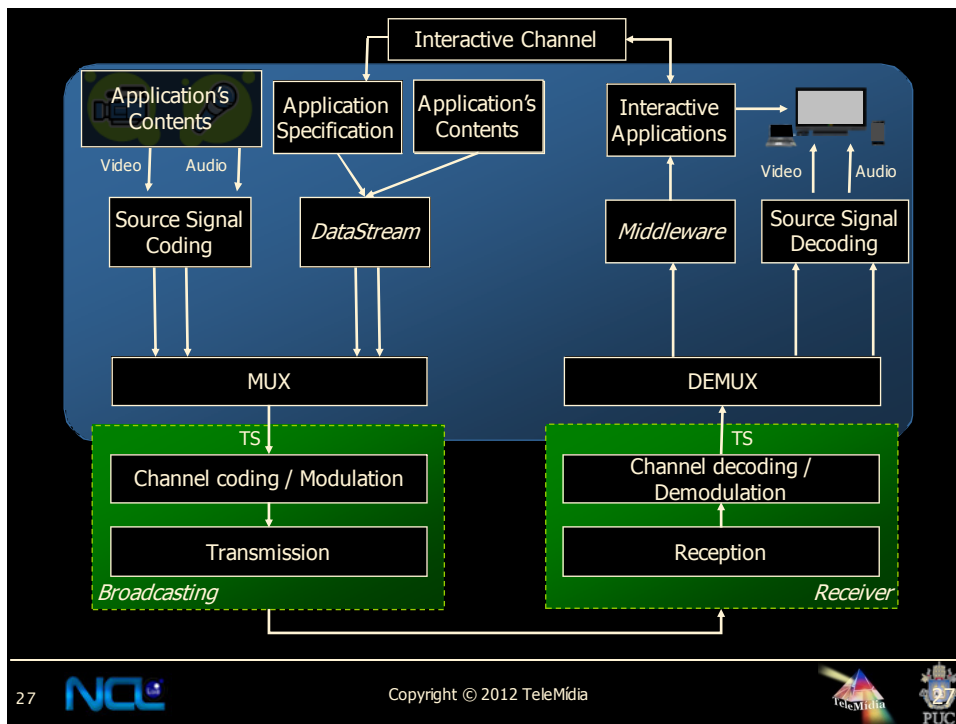 Interactive Channel
Application's
Contents
Application
Specification
Application's
Contents
Interactive
Applications
Video
Audio
Video
Audio
Source Signal
Coding
DataStream
Middleware
Source Signal
Decoding
MUX
DEMUX
TS
TS
Channel coding / Modulation
Channel decoding /
Demodulation
Transmission
Reception
Broadcasting
Receiver
27
NCL
Copyright © 2012 TeleMídia
TeleMídia
27
PUC